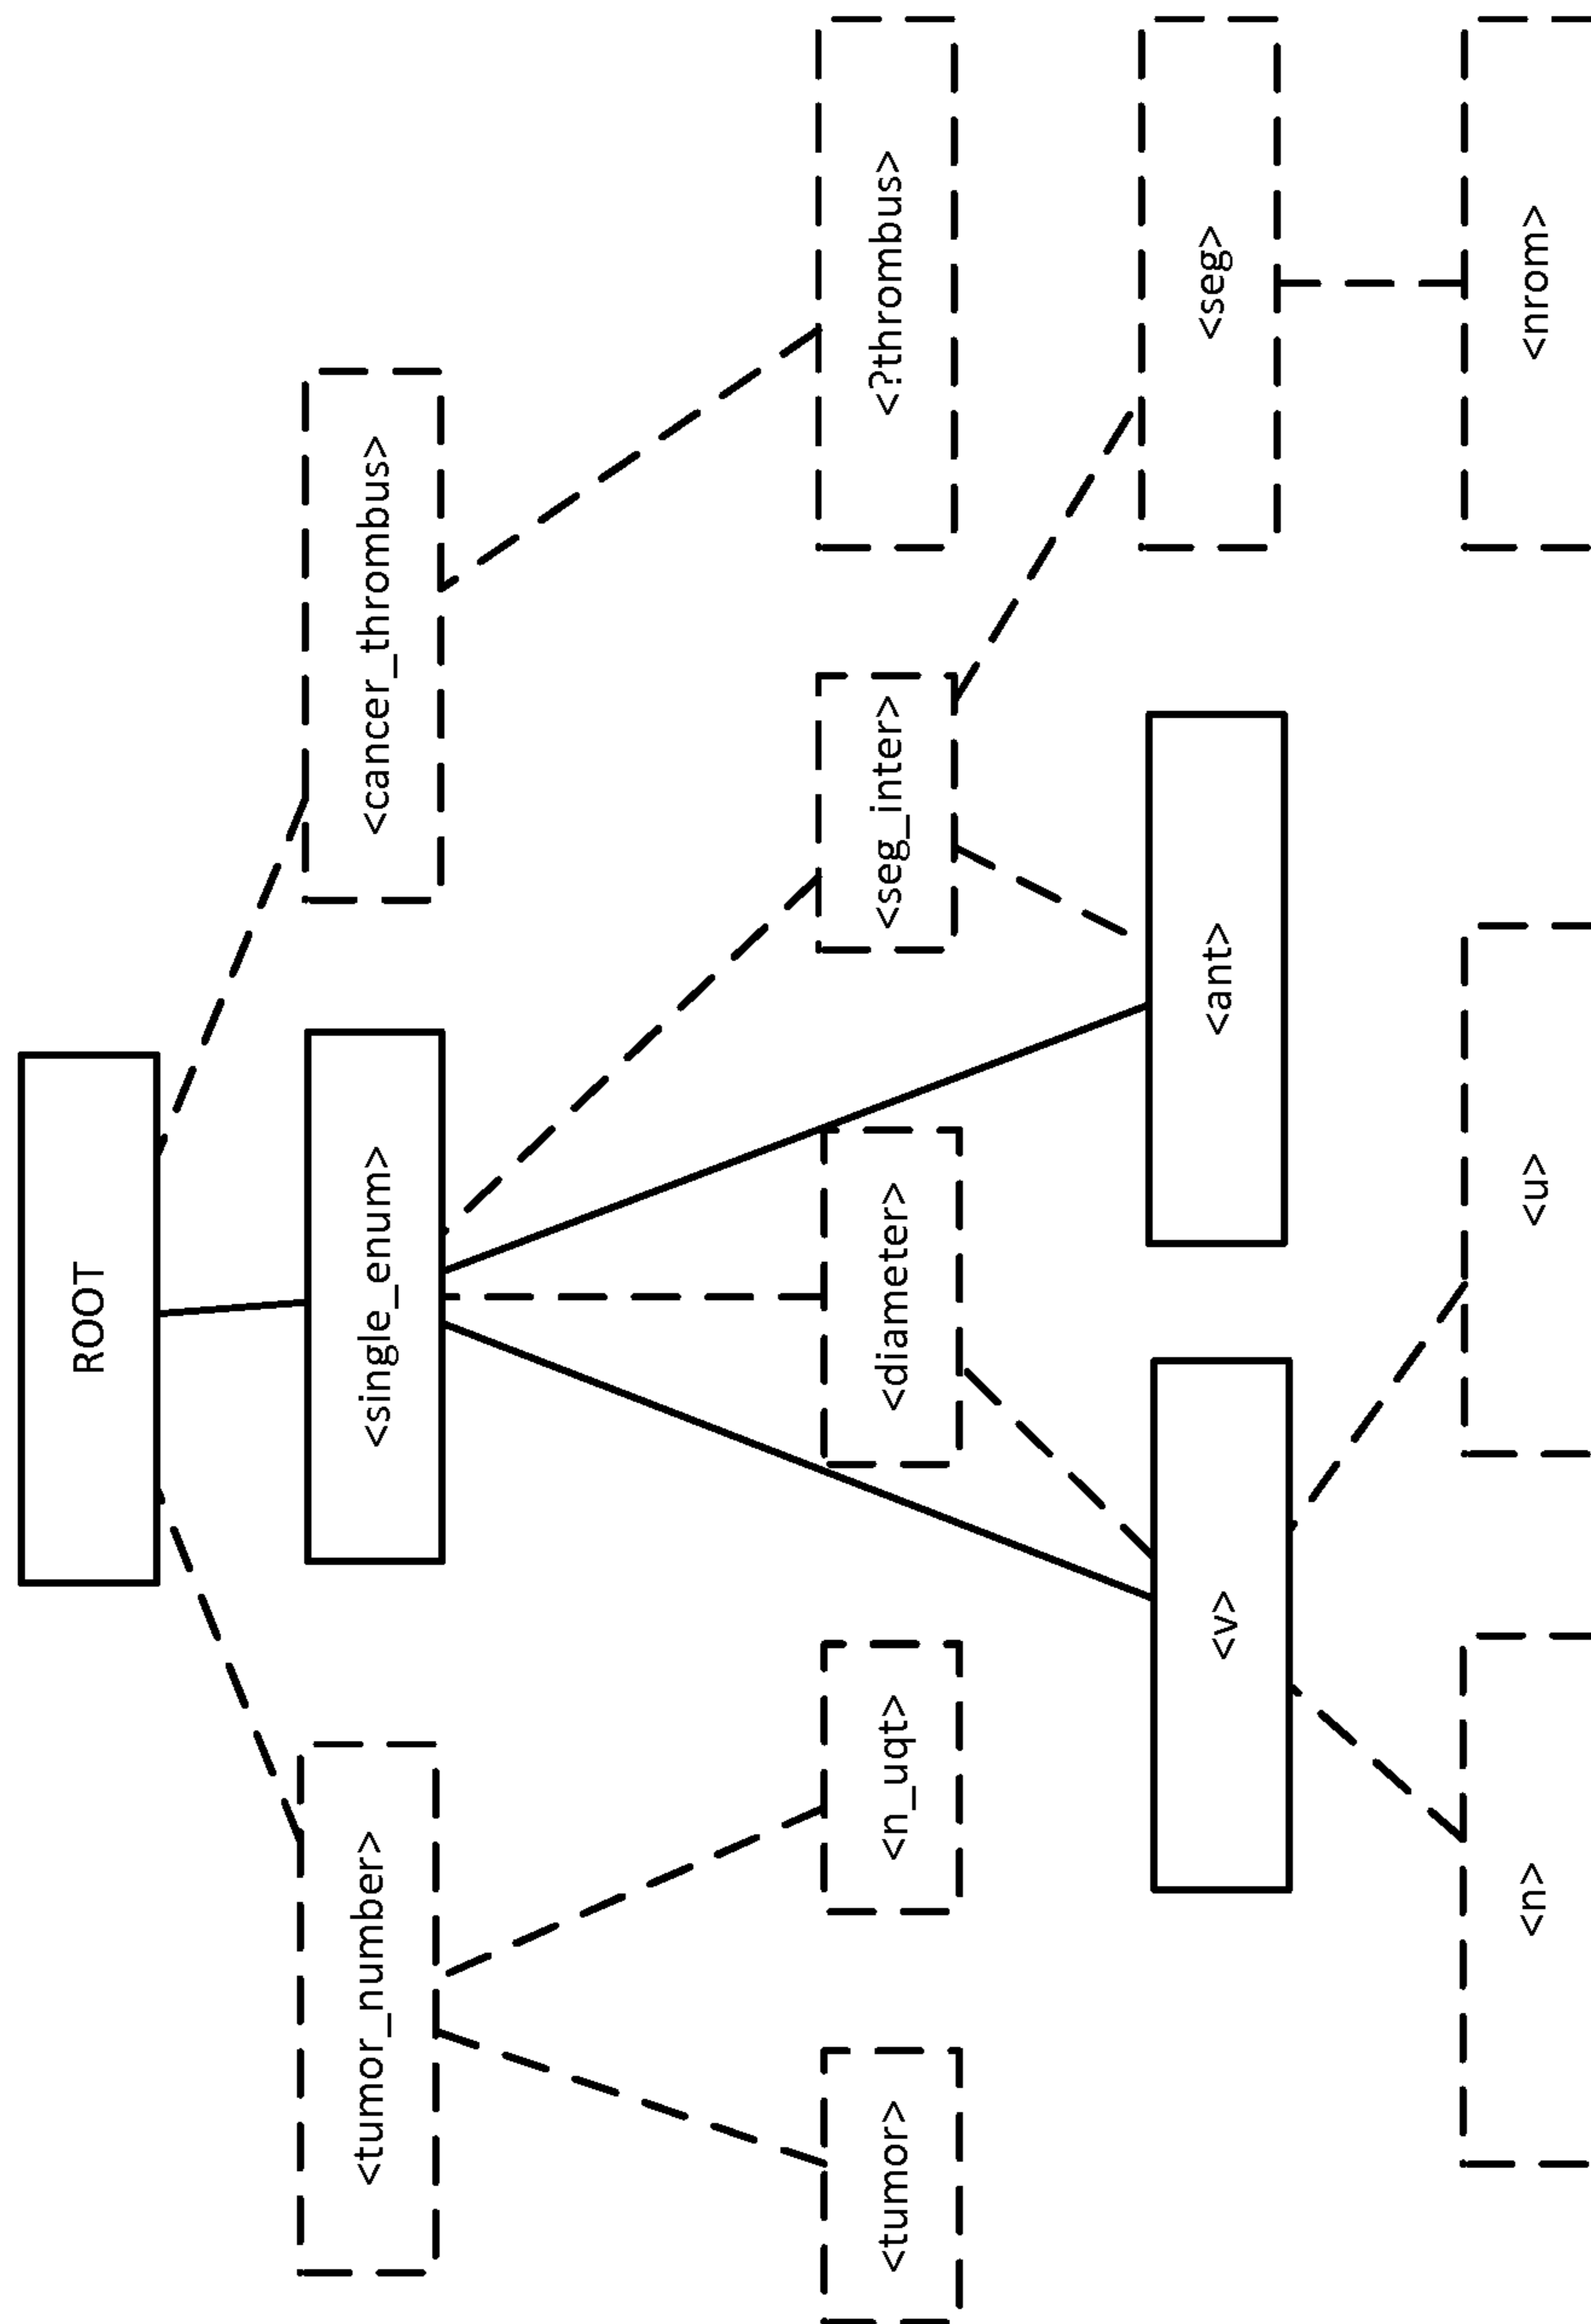 ROOT
<tumor_number>
<single_enum>
<cancer_thrombus>
<tumor>
<n_uqt>
<diameter>
<seg_inter>
<?thrombus>
<v>
<ant>
<seg>
<n>
<u>
<nrom>